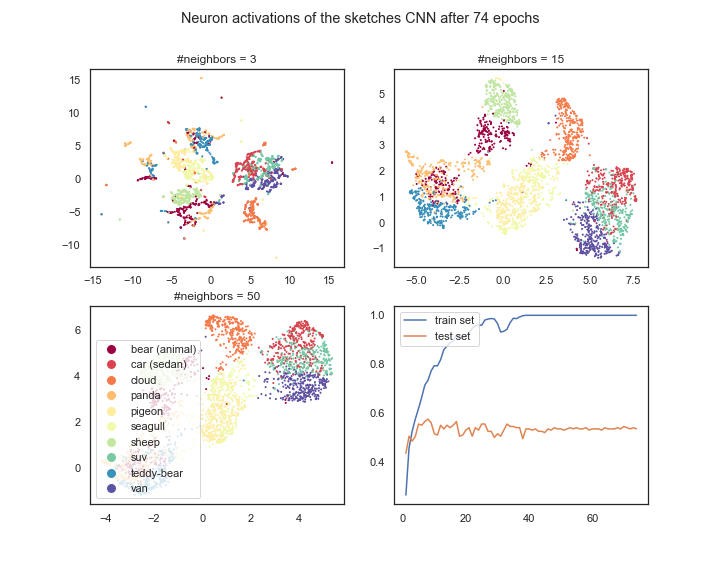 Neuron activations of the sketches CNN after 74 epochs
#neighbors = 3
15
10
5
0
−5
−10
−15 −10 −5 0 5 10 15
#neighbors = 15
5
4
3
2
1
0
−1
−5.0 −2.5 0.0 2.5 5.0 7.5
#neighbors = 50
6
4
2
0
bear (animal)
car (sedan)
cloud
panda
pigeon
seagull
sheep
suv
teddy-bear
van
−4 −2 0 2 4
train set
test set
1.0
0.8
0.6
0.4
0 20 40 60